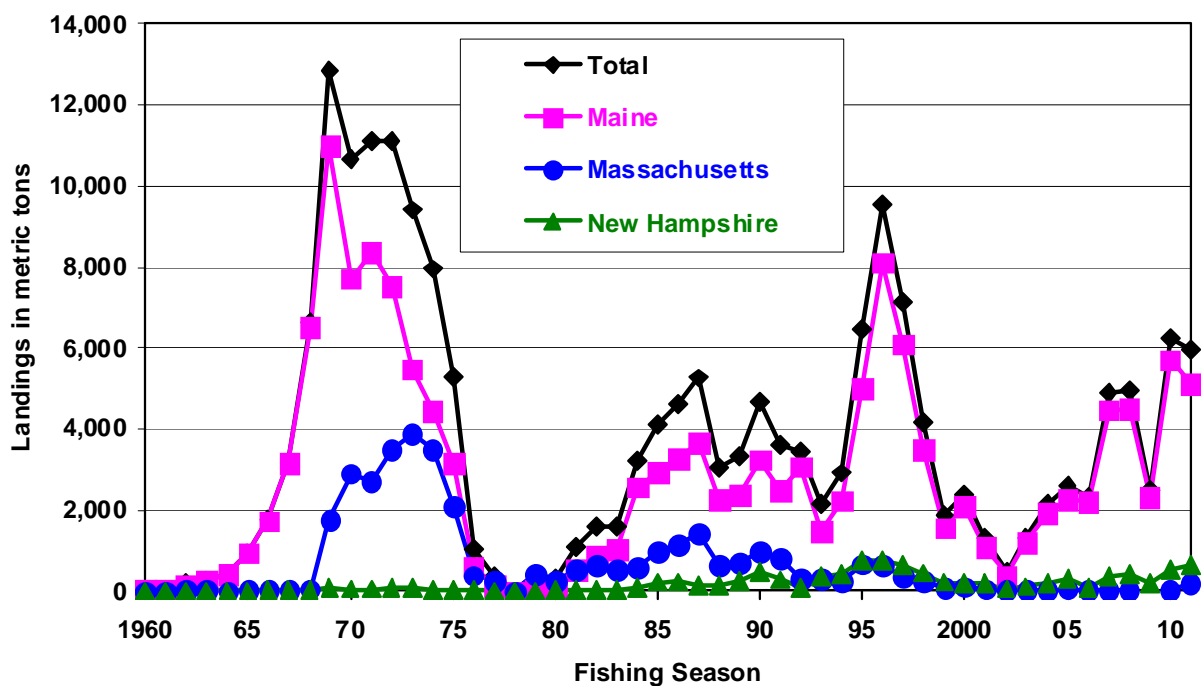 14,000
12,000
10,000
8,000
6,000
4,000
2,000
0
Landings in metric tons
Total
Maine
Massachusetts
New Hampshire
1960 65 70 75 80 85 90 95 2000 05 10
Fishing Season